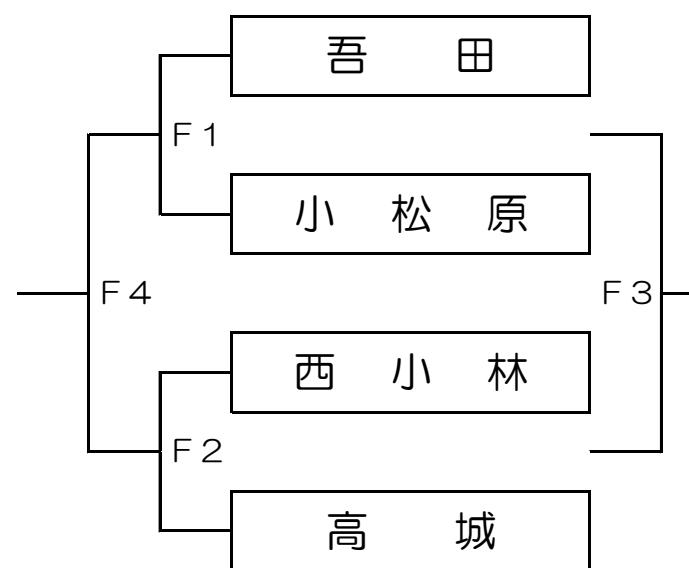 吾　田
Ｆ１
小　松　原
Ｆ４
Ｆ３
西　小　林
Ｆ２
高　城